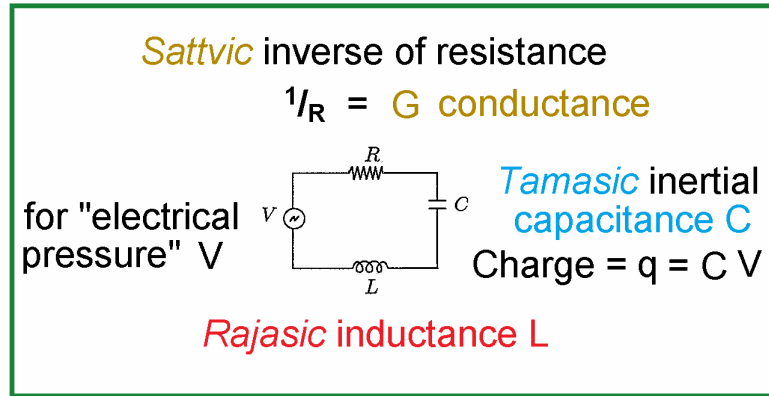 Sattvic inverse of resistance
1/R = G conductance
R
V
C
L
for "electrical
pressure" V
Tamasic inertial
capacitance C
Charge = q = C V
Rajasic inductance L